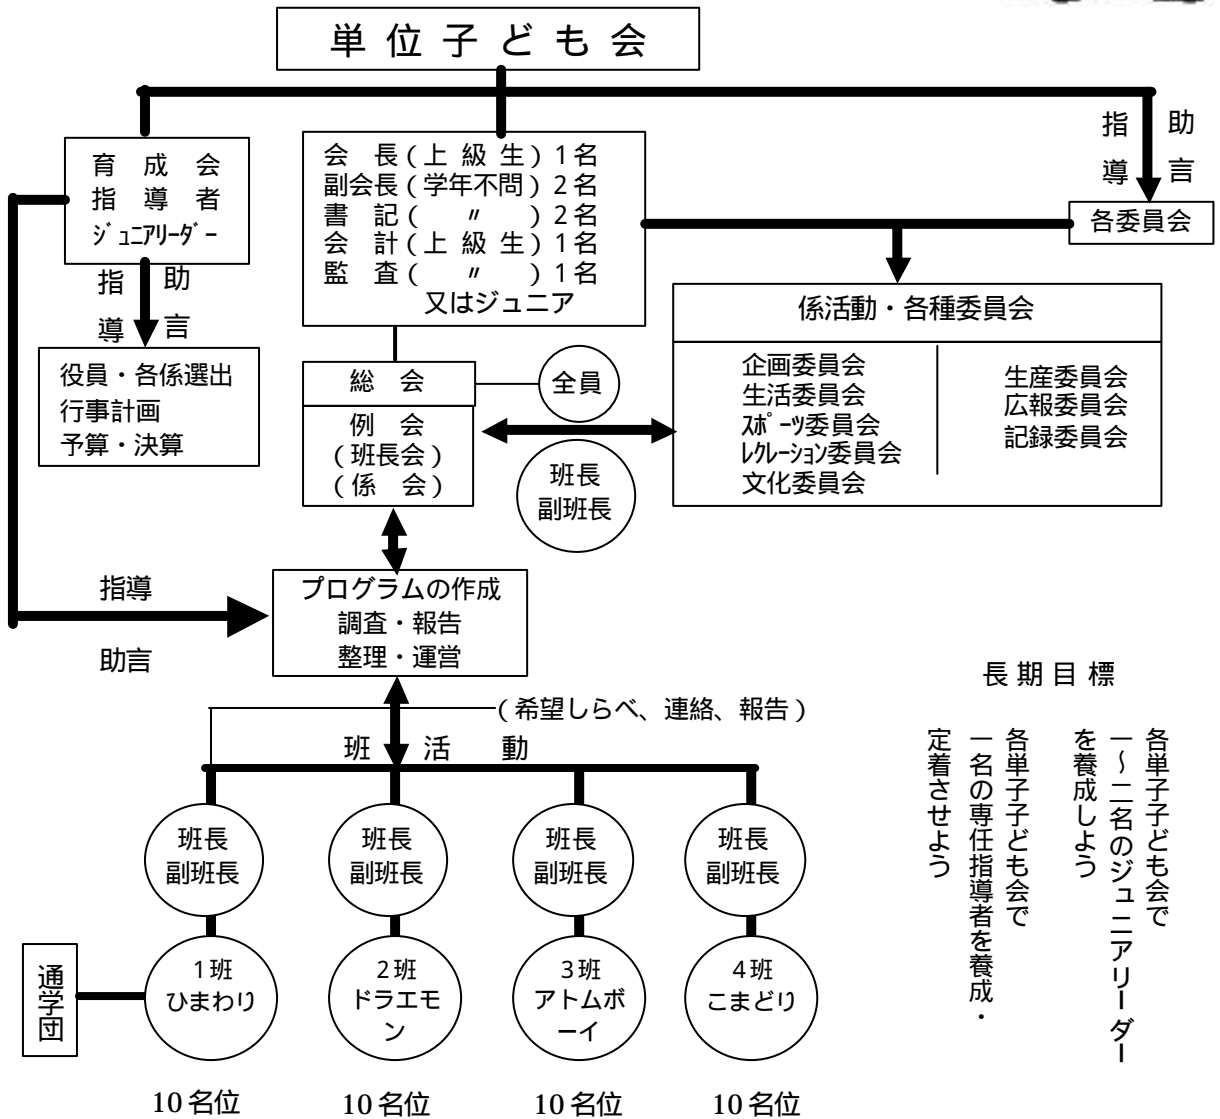 単位子ども会
指導
助言
育成会
指導者
ジュニアリーダー
指導
助言
役員・各係選出
行事計画
予算・決算
会長(上級生)1名
副会長(学年不問)2名
書記(〃)2名
会計(上級生)1名
監査(〃)1名
又はジュニア
各委員会
係活動・各種委員会
企画委員会
生活委員会
スポーツ委員会
レクレーション委員会
文化委員会
生産委員会
広報委員会
記録委員会
総会
全員
例会
(班長会)
(係会)
班長
副班長
指導
助言
プログラムの作成
調査・報告
整理・運営
(希望しらべ、連絡、報告)
班活動
班長
副班長
班長
副班長
班長
副班長
班長
副班長
通学団
1班
ひまわり
2班
ドラエモ
ン
3班
アトムボ
ーイ
4班
こまどり
10名位
10名位
10名位
10名位
長期目標
各単子子ども会で
一～二名のジュニアリーダー
を養成しよう
各単子子ども会で
一名の専任指導者を養成・
定着させよう